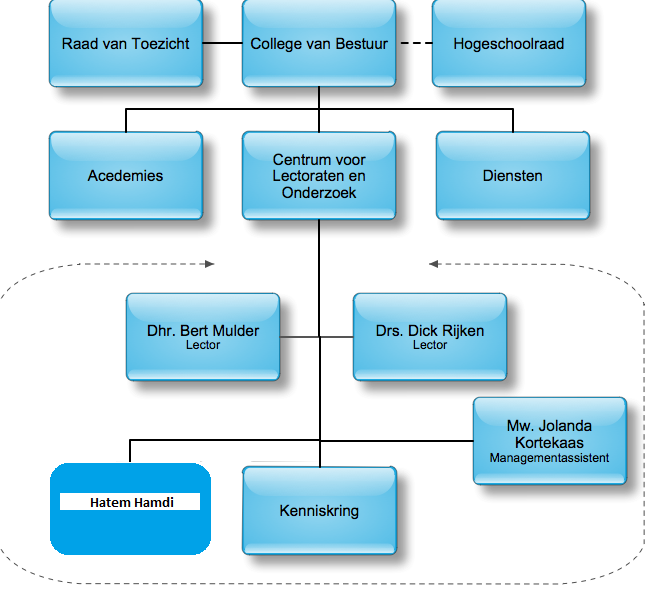 Raad van Toezicht
College van Bestuur
Hogeschoolraad
Acedemies
Centrum voor
Lectoraten en
Onderzoek
Diensten
Dhr. Bert Mulder
Lector
Drs. Dick Rijken
Lector
Mw. Jolanda
Kortekaas
Managementassistent
Hatem Hamdi
Kenniskring